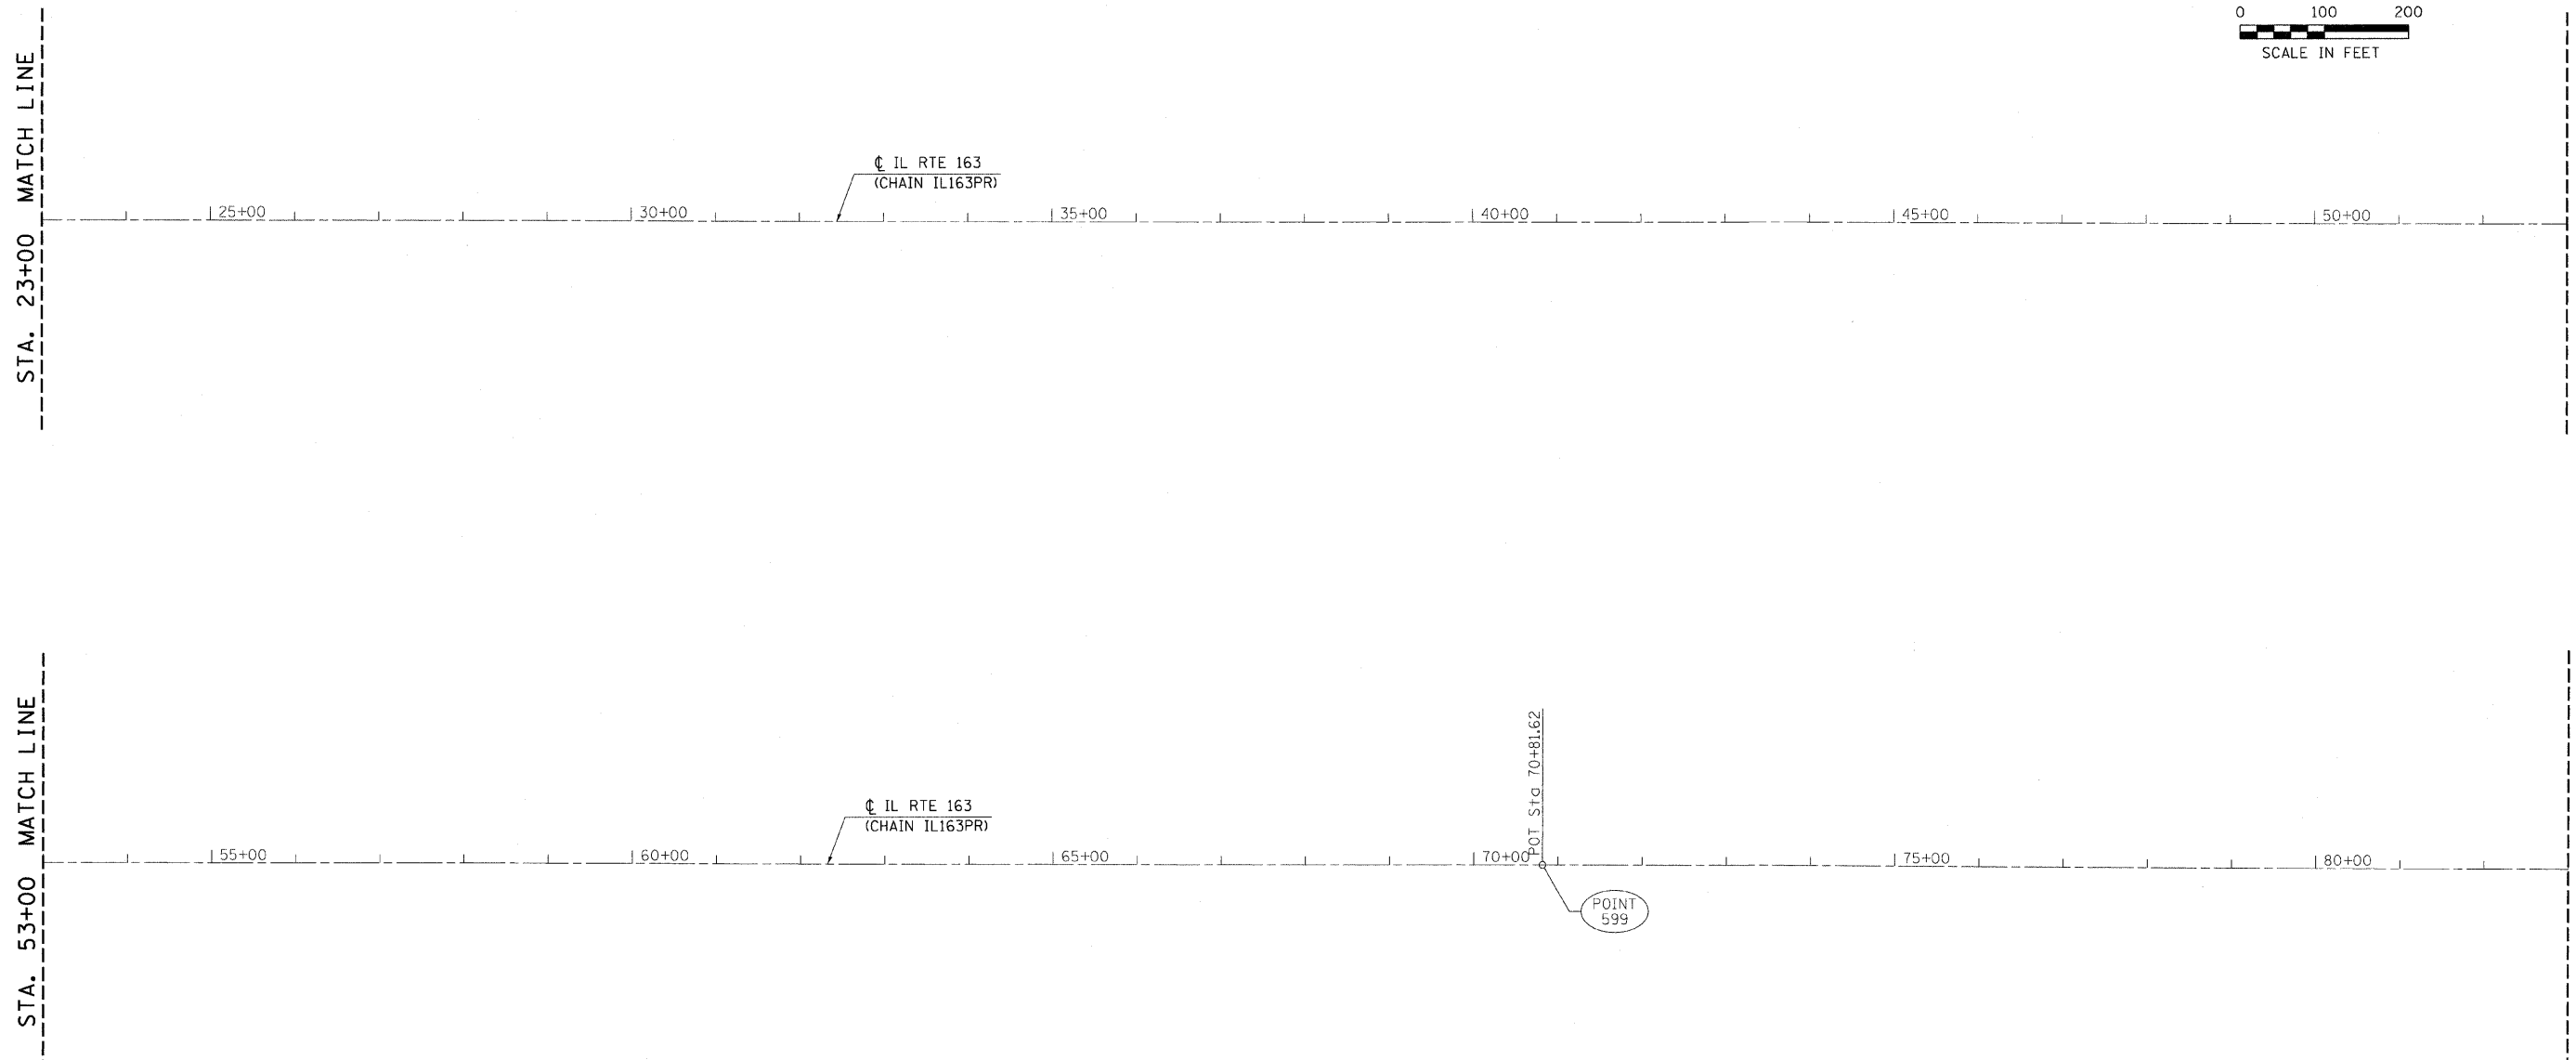 0 100 200
SCALE IN FEET
STA. 23+00 MATCH LINE
℄ IL RTE 163
(CHAIN IL163PR)
25+00 30+00 35+00 40+00 45+00 50+00
STA. 53+00 MATCH LINE
POT Sta 70+81.62
℄ IL RTE 163
(CHAIN IL163PR)
55+00 60+00 65+00 70+00 75+00 80+00
POINT
599